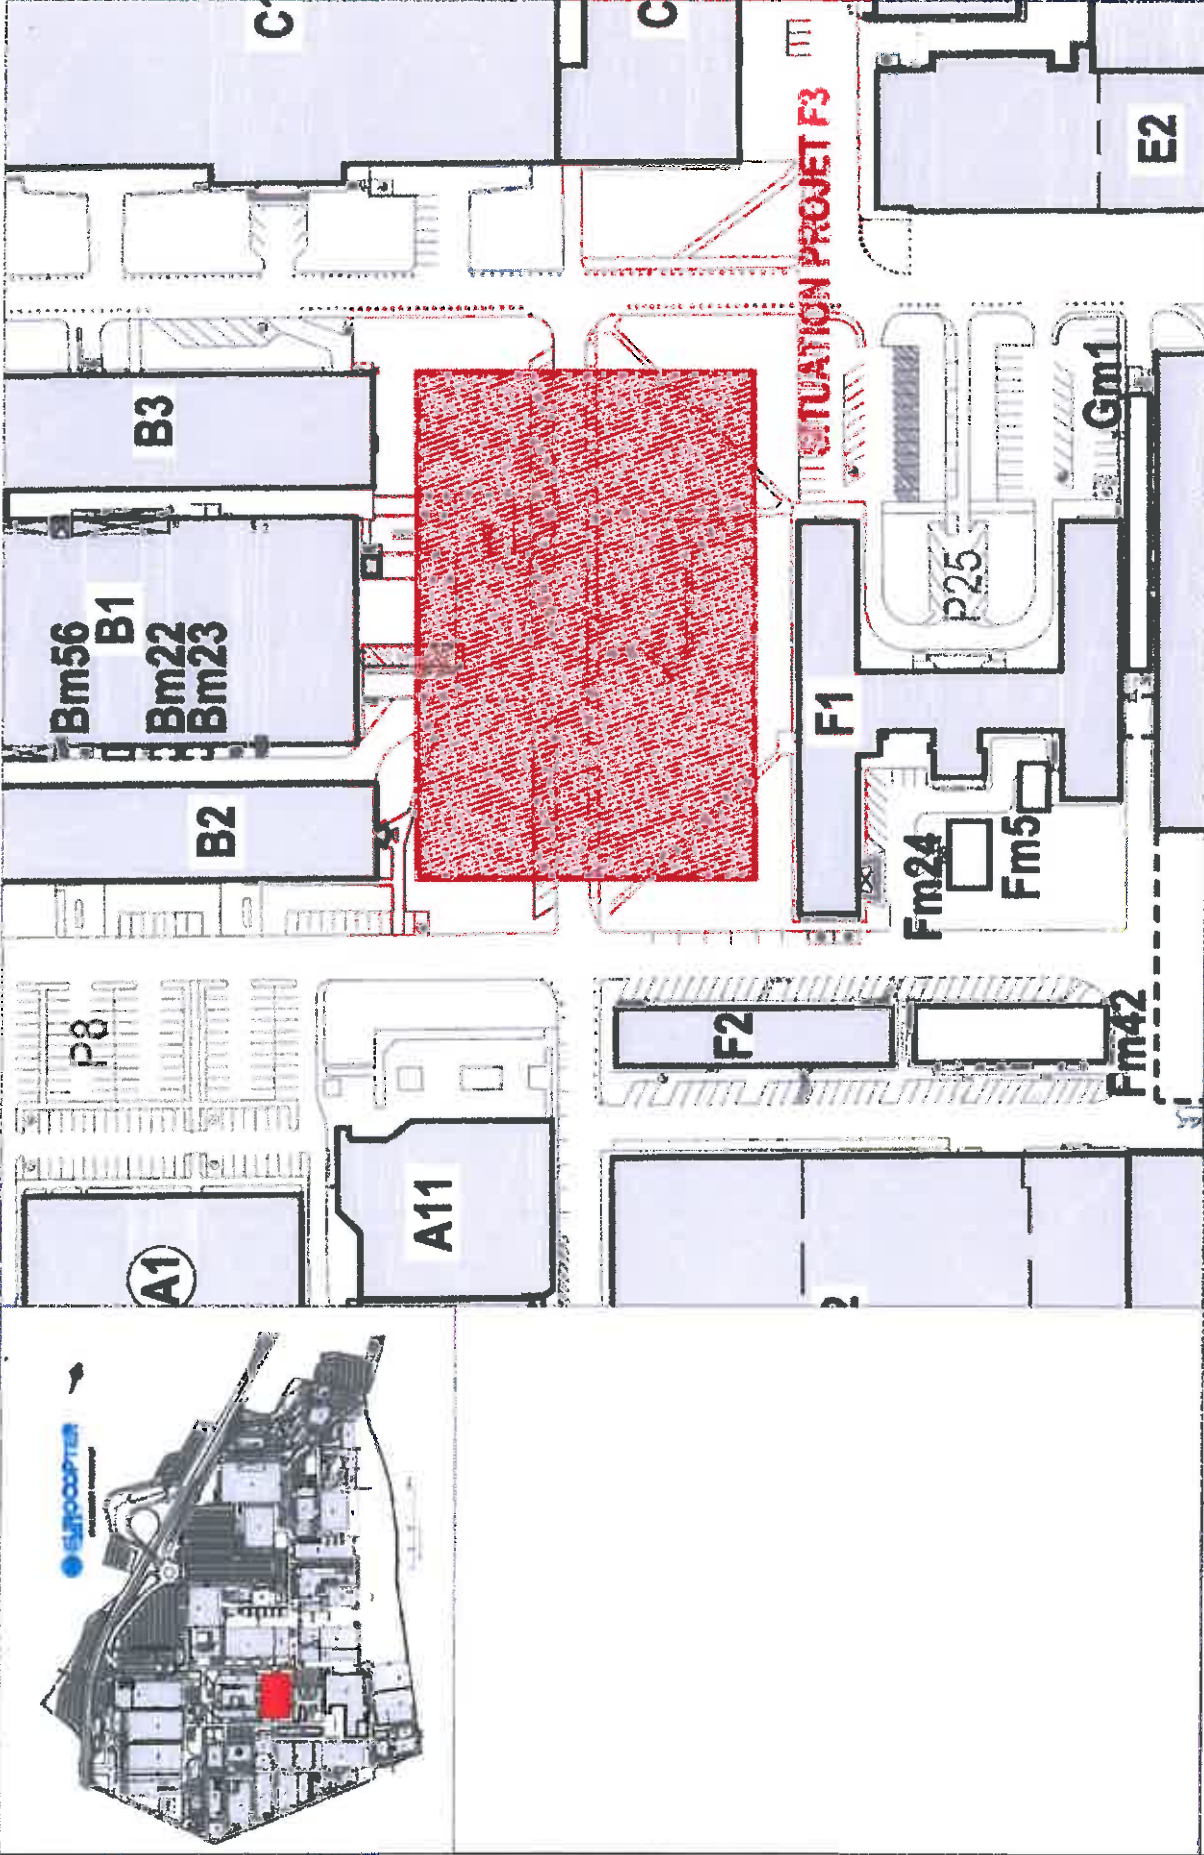 SITUATION PROJET F3
E2
B3
B1
Bm56
Bm22
Bm23
B2
Gm1
P25
F1
Fm24
Fm5
P8
F2
Fm42
A11
A1
EUROCOPTER